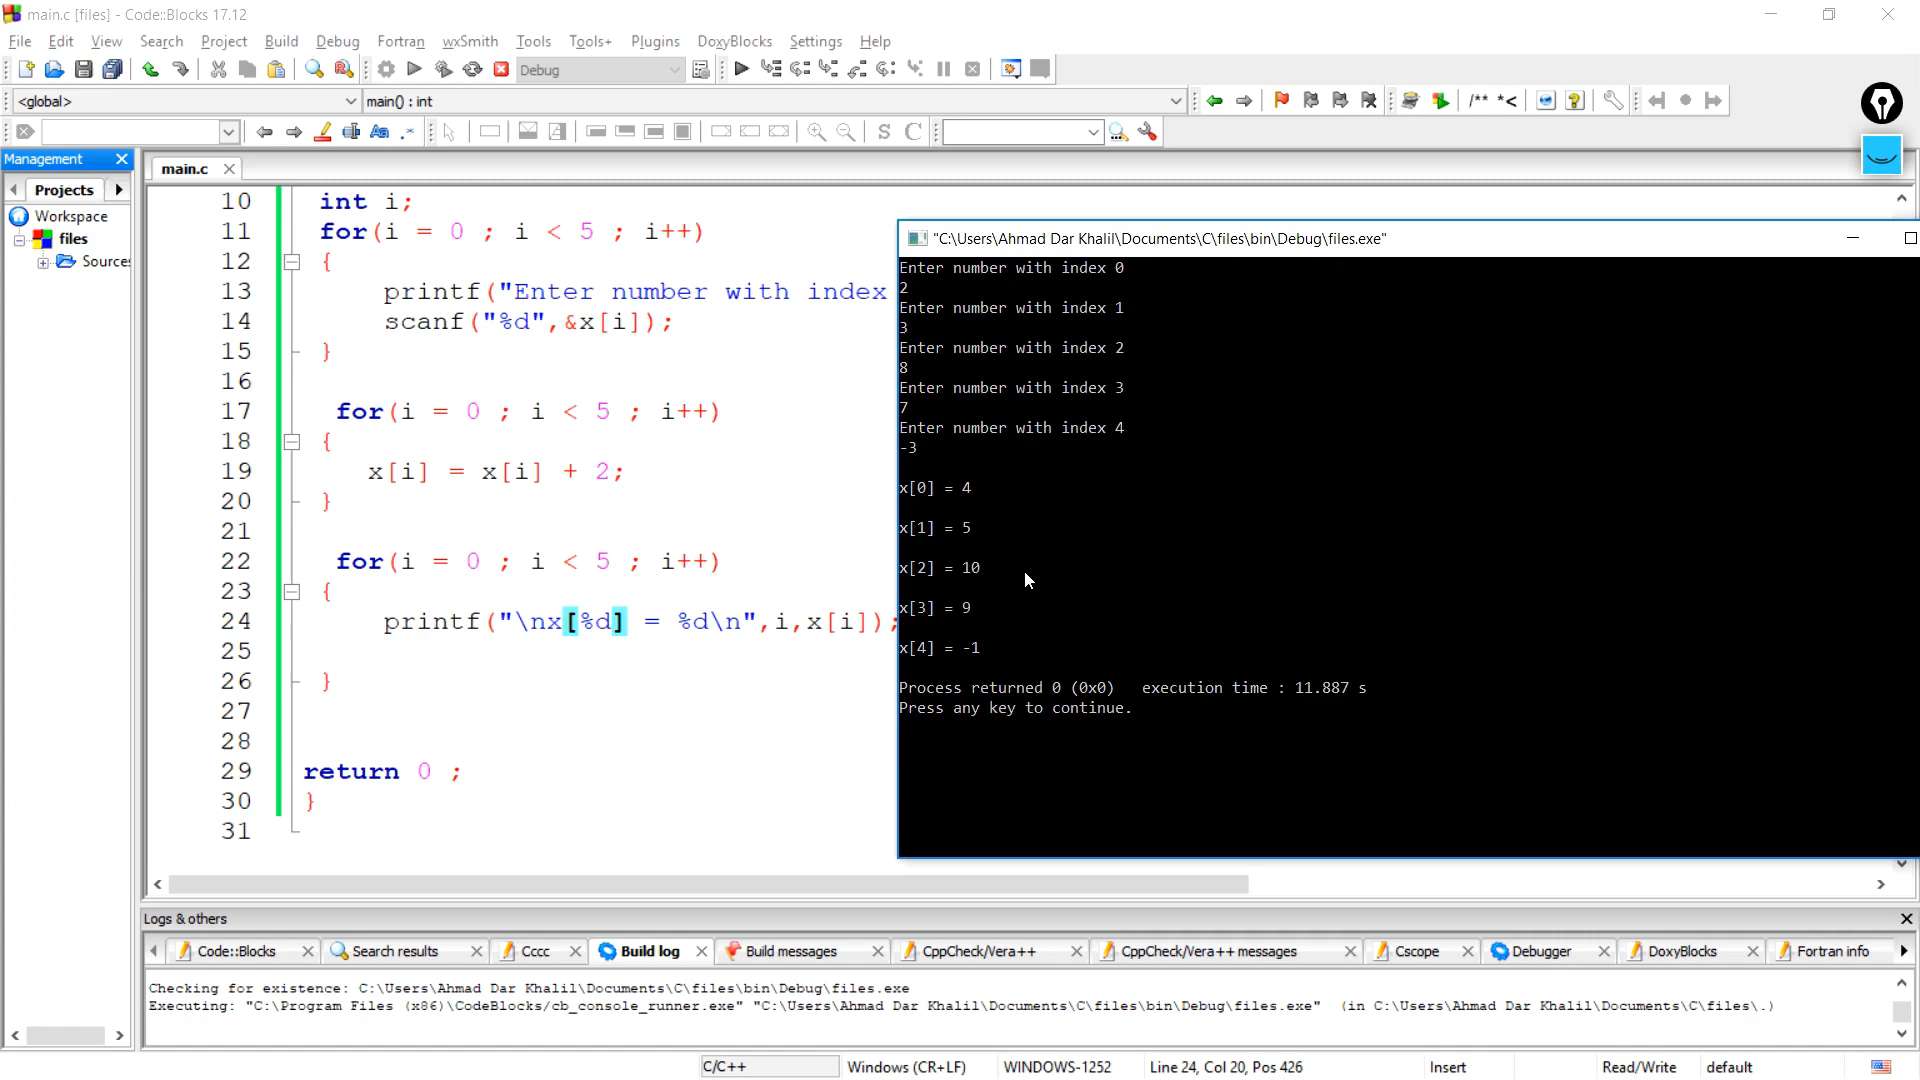 main.c [files] - Code::Blocks 17.12
File Edit View Search Project Build Debug Fortran wxSmith Tools Tools+ Plugins DoxyBlocks Settings Help
Debug
<global> main() : int
/** *<
Management
main.c
Projects
Workspace
files
Source
10 int i;
11 for(i = 0 ; i < 5 ; i++)
12 {
13 printf("Enter number with index
14 scanf("%d",&x[i]);
15 }
16
17 for(i = 0 ; i < 5 ; i++)
18 {
19 x[i] = x[i] + 2;
20 }
21
22 for(i = 0 ; i < 5 ; i++)
23 {
24 printf("\nx[%d] = %d\n",i,x[i]);
25
26 }
27
28
29 return 0 ;
30 }
31
"C:\Users\Ahmad Dar Khalil\Documents\C\files\bin\Debug\files.exe"
Enter number with index 0
2
Enter number with index 1
3
Enter number with index 2
8
Enter number with index 3
7
Enter number with index 4
-3
x[0] = 4
x[1] = 5
x[2] = 10
x[3] = 9
x[4] = -1
Process returned 0 (0x0) execution time : 11.887 s
Press any key to continue.
Logs & others
Code::Blocks Search results Cccc Build log Build messages CppCheck/Vera++ CppCheck/Vera++ messages Cscope Debugger DoxyBlocks Fortran info
Checking for existence: C:\Users\Ahmad Dar Khalil\Documents\C\files\bin\Debug\files.exe
Executing: "C:\Program Files (x86)\CodeBlocks/cb_console_runner.exe" "C:\Users\Ahmad Dar Khalil\Documents\C\files\bin\Debug\files.exe" (in C:\Users\Ahmad Dar Khalil\Documents\C\files\.)
C/C++ Windows (CR+LF) WINDOWS-1252 Line 24, Col 20, Pos 426 Insert Read/Write default